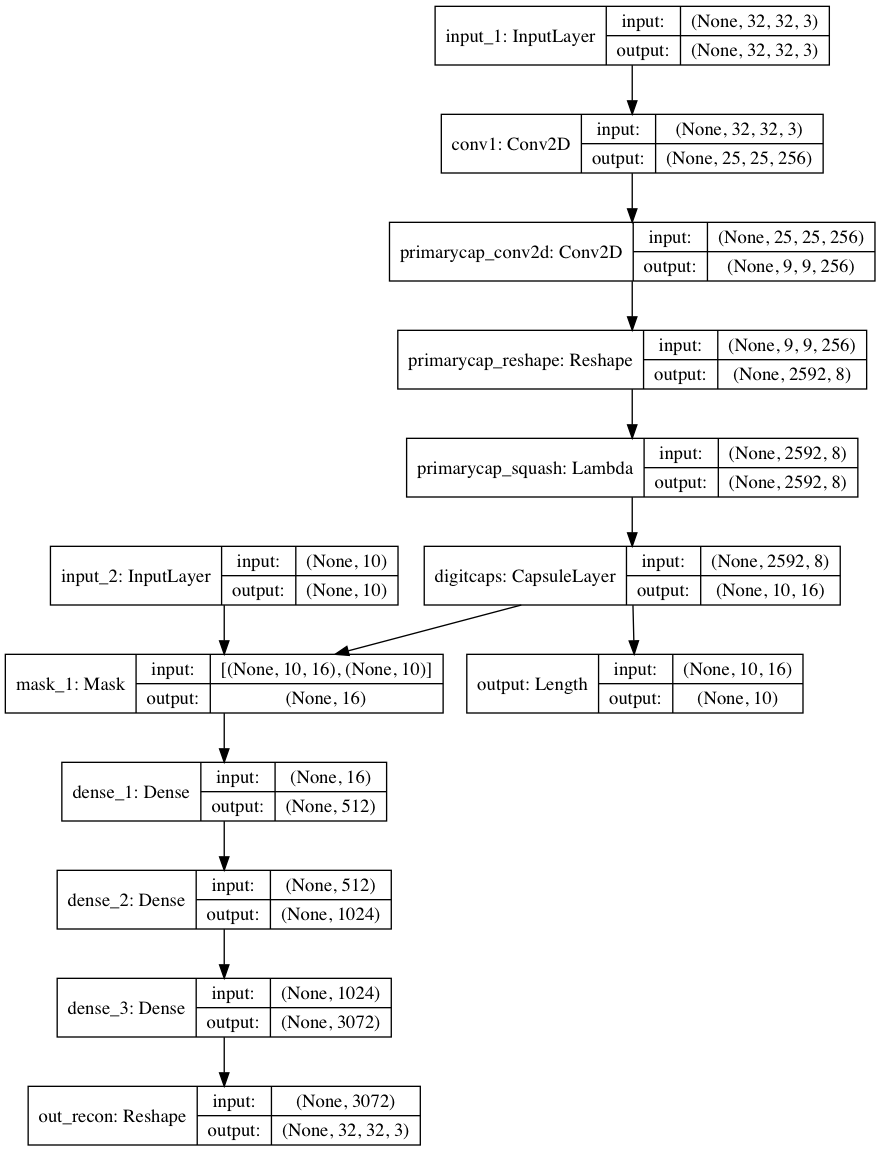 input_1: InputLayer input: (None, 32, 32, 3)
output: (None, 32, 32, 3)
conv1: Conv2D input: (None, 32, 32, 3)
output: (None, 25, 25, 256)
primarycap_conv2d: Conv2D input: (None, 25, 25, 256)
output: (None, 9, 9, 256)
primarycap_reshape: Reshape input: (None, 9, 9, 256)
output: (None, 2592, 8)
primarycap_squash: Lambda input: (None, 2592, 8)
output: (None, 2592, 8)
input_2: InputLayer input: (None, 10)
output: (None, 10)
digitcaps: CapsuleLayer input: (None, 2592, 8)
output: (None, 10, 16)
mask_1: Mask input: [(None, 10, 16), (None, 10)]
output: (None, 16)
output: Length input: (None, 10, 16)
output: (None, 10)
dense_1: Dense input: (None, 16)
output: (None, 512)
dense_2: Dense input: (None, 512)
output: (None, 1024)
dense_3: Dense input: (None, 1024)
output: (None, 3072)
out_recon: Reshape input: (None, 3072)
output: (None, 32, 32, 3)